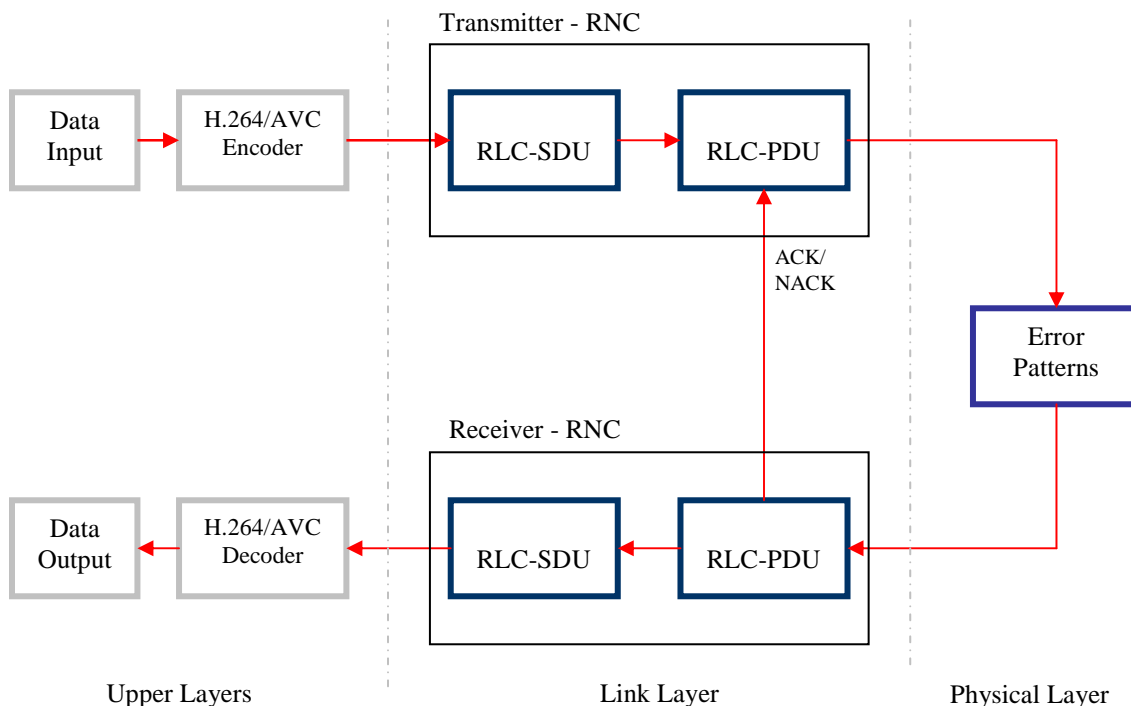 Transmitter - RNC
Data
Input
H.264/AVC
Encoder
RLC-SDU
RLC-PDU
ACK/
NACK
Error
Patterns
Receiver - RNC
Data
Output
H.264/AVC
Decoder
RLC-SDU
RLC-PDU
Upper Layers
Link Layer
Physical Layer